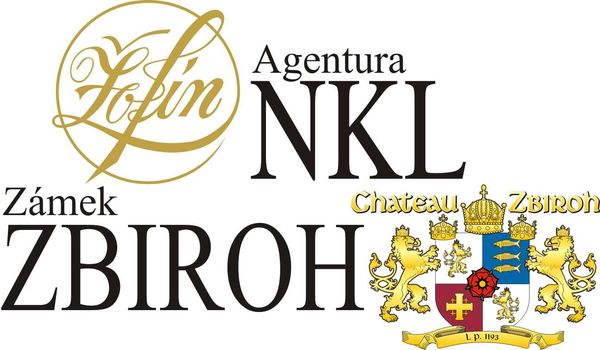 Žofín
Agentura
NKL
Zámek
ZBIROH
Chateau Zbiroh
L.p. 1193